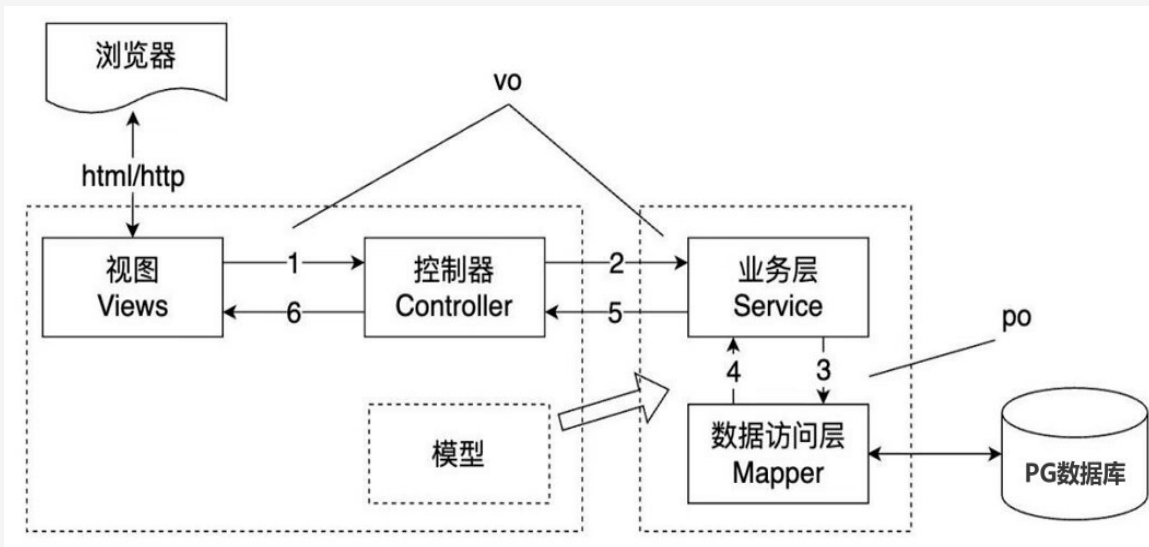 浏览器
vo
html/http
视图
Views
1
6
控制器
Controller
2
5
业务层
Service
po
4
3
模型
数据访问层
Mapper
PG数据库